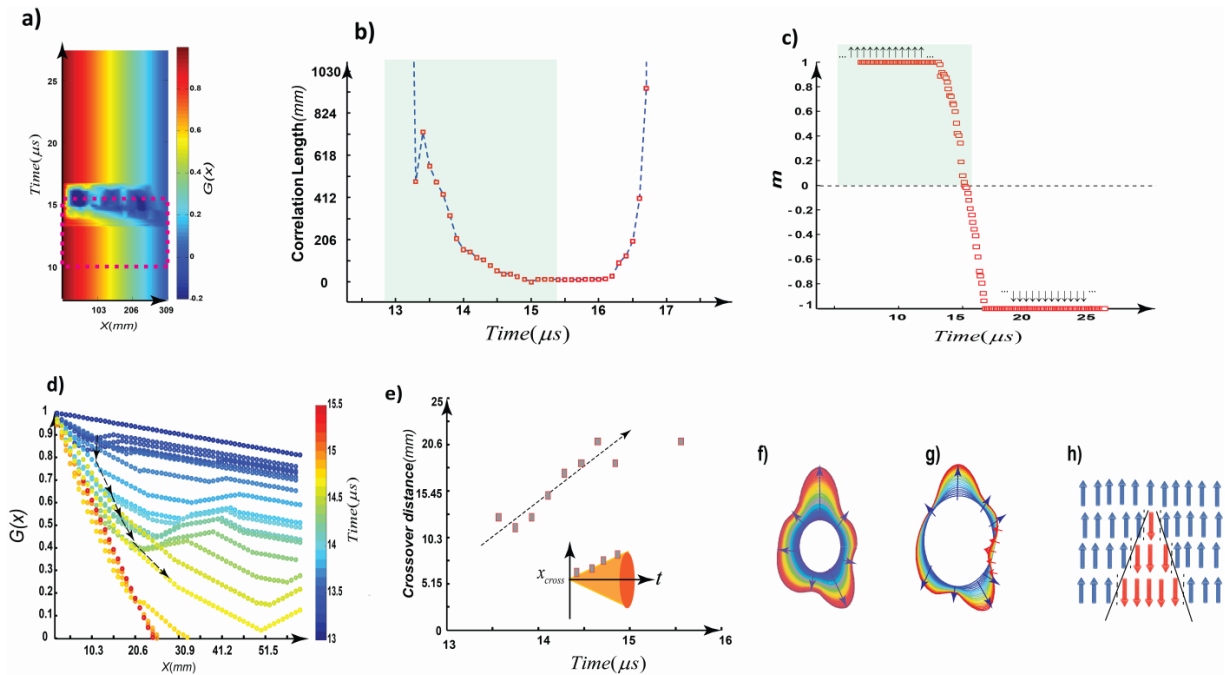 a)
Time(μs)
25
20
15
10
103 206 309
X(mm)
0.8
0.6
0.4
0.2
0
-0.2
G(x)
b)
Correlation Length(mm)
1030
824
618
412
206
0
13 14 15 16 17
Time(μs)
c)
... ...
m
1
0.8
0.6
0.4
0.2
0
- 0.2
- 0.4
- 0.6
- 0.8
- 1
... ...
10 15 20 25
Time(μs)
d)
G(x)
1
0.9
0.8
0.7
0.6
0.5
0.4
0.3
0.2
0.1
0
10.3 20.6 30.9 41.2 51.5
X(mm)
15.5
15
14.5
14
13.5
13
Time(μs)
e)
Crossover distance(mm)
25
20.6
15.45
10.3
5.15
0
13 14 15 16
Time(μs)
x cross
t
f)
g)
h)